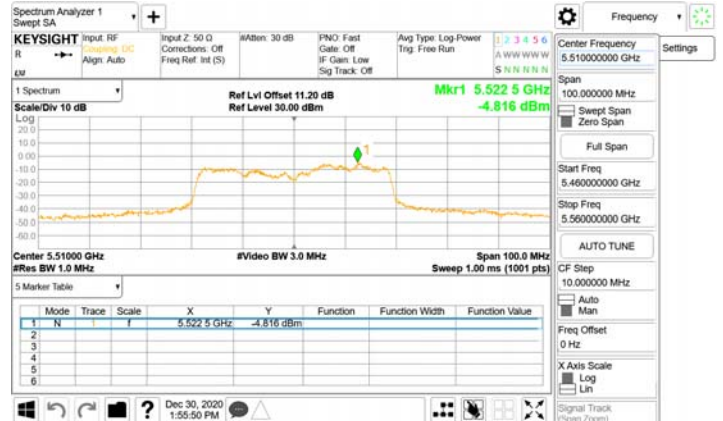 Spectrum Analyzer 1
Swept SA
+
Frequency
KEYSIGHT
R
Input: RF
Coupling: DC
Align: Auto
Input Z: 50 Ω
Corrections: Off
Freq Ref: Int (S)
#Atten: 30 dB
PNO: Fast
Gate: Off
IF Gain: Low
Sig Track: Off
Avg Type: Log-Power
Trig: Free Run
1 2 3 4 5 6
A W W W W W
S N N N N N
1 Spectrum
Scale/Div 10 dB
Ref Lvl Offset 11.20 dB
Ref Level 30.00 dBm
Mkr1 5.522 5 GHz
-4.816 dBm
Log
20.0
10.0
0.00
-10.0
-20.0
-30.0
-40.0
-50.0
-60.0
1
Center 5.51000 GHz
#Res BW 1.0 MHz
#Video BW 3.0 MHz
Span 100.0 MHz
Sweep 1.00 ms (1001 pts)
5 Marker Table
Mode Trace Scale X Y Function Function Width Function Value
1 N 1 f 5.522 5 GHz -4.816 dBm
2
3
4
5
6
Dec 30, 2020
1:55:50 PM
Center Frequency
5.510000000 GHz
Settings
Span
100.000000 MHz
Swept Span
Zero Span
Full Span
Start Freq
5.460000000 GHz
Stop Freq
5.560000000 GHz
AUTO TUNE
CF Step
10.000000 MHz
Auto
Man
Freq Offset
0 Hz
X Axis Scale
Log
Lin
Signal Track
(Span Zoom)